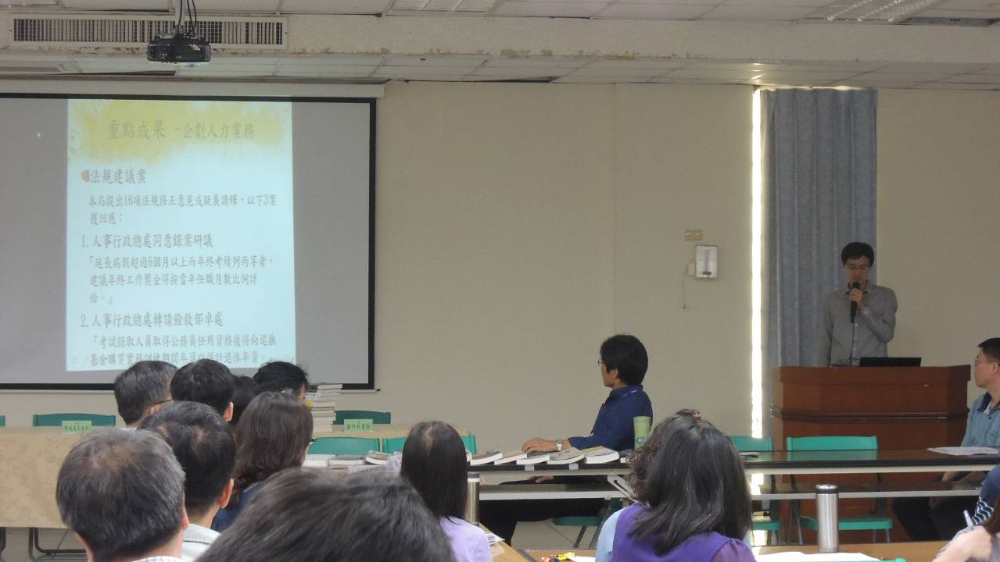 重點成果 -企劃人力業務
法規建議案
本局提出16項法規修正意見或疑義請釋，以下3案
獲回應：
1. 人事行政總處同意錄案研議
『延長病假超過6個月以上而年終考績列丙等者，
建議年終工作獎金得按當年任職月數比例計
給。』
2. 人事行政總處轉請銓敘部卓處
『考試錄取人員取得公務員任用資格後得向退撫
基金購買實務訓練期間年資以併計退休年資。